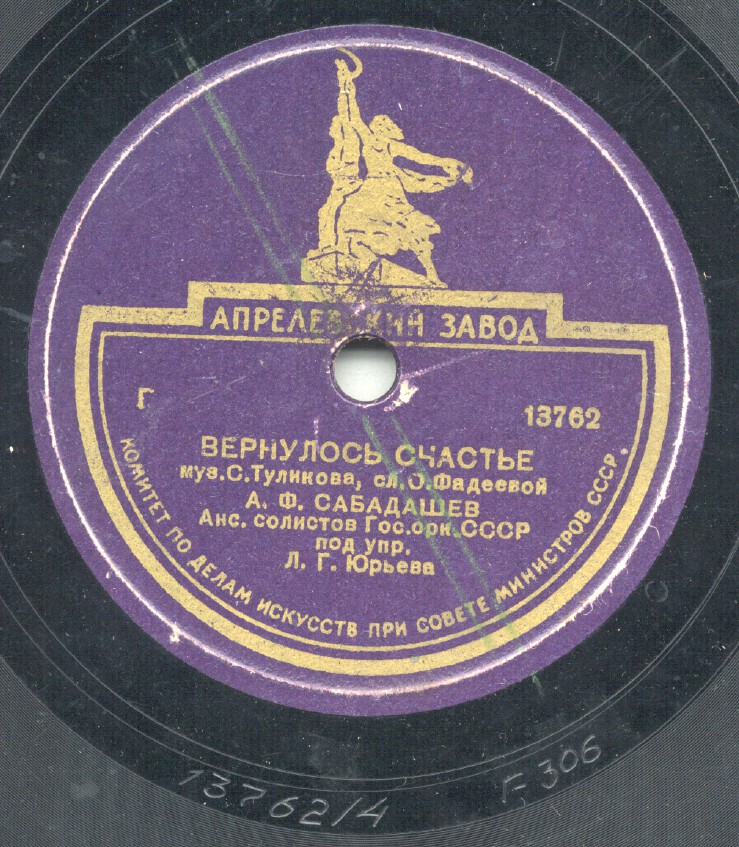 АПРЕЛЕВСКИЙ ЗАВОД
Г 13762
ВЕРНУЛОСЬ СЧАСТЬЕ
муз.С.Туликова, сл.О.Фадеевой
А. Ф. САБАДАШЕВ
Анс. солистов Гос.орк.СССР
под упр.
Л. Г. Юрьева
КОМИТЕТ ПО ДЕЛАМ ИСКУССТВ ПРИ СОВЕТЕ МИНИСТРОВ СССР.
13762/4 Г-306